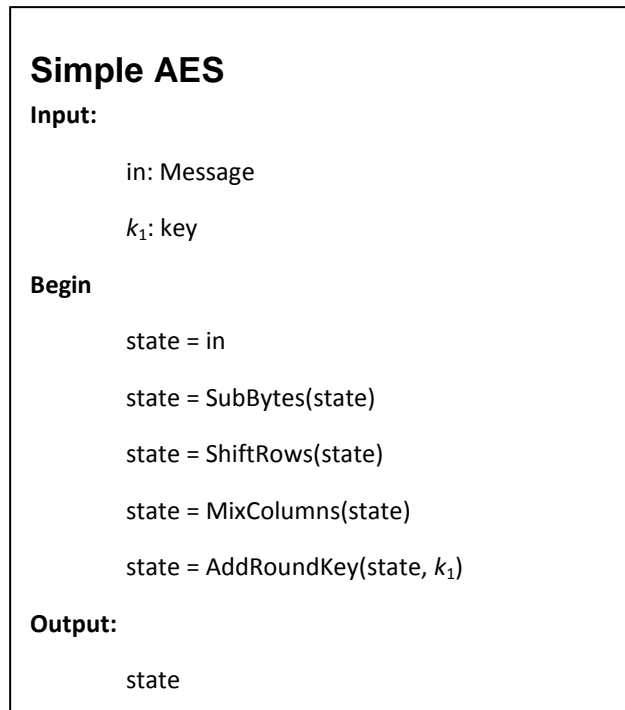 Simple AES
Input:
in: Message
k₁: key
Begin
state = in
state = SubBytes(state)
state = ShiftRows(state)
state = MixColumns(state)
state = AddRoundKey(state, k₁)
Output:
state